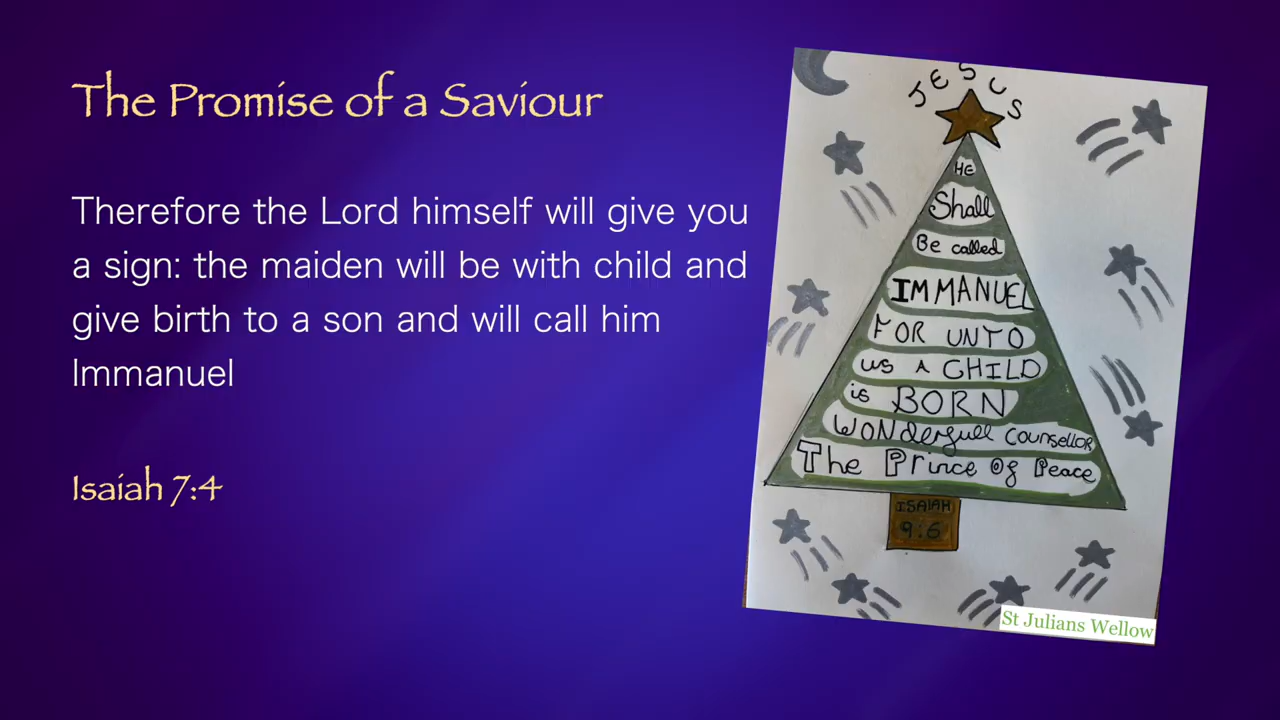 The Promise of a Saviour
Therefore the Lord himself will give you
a sign: the maiden will be with child and
give birth to a son and will call him
Immanuel
Isaiah 7:4
JESUS
HE
Shall
Be called
IMMANUEL
FOR UNTO
us A CHILD
is BORN
WONderfull Counsellor
The Prince Of Peace
ISAIAH
9:6
St Julians Wellow